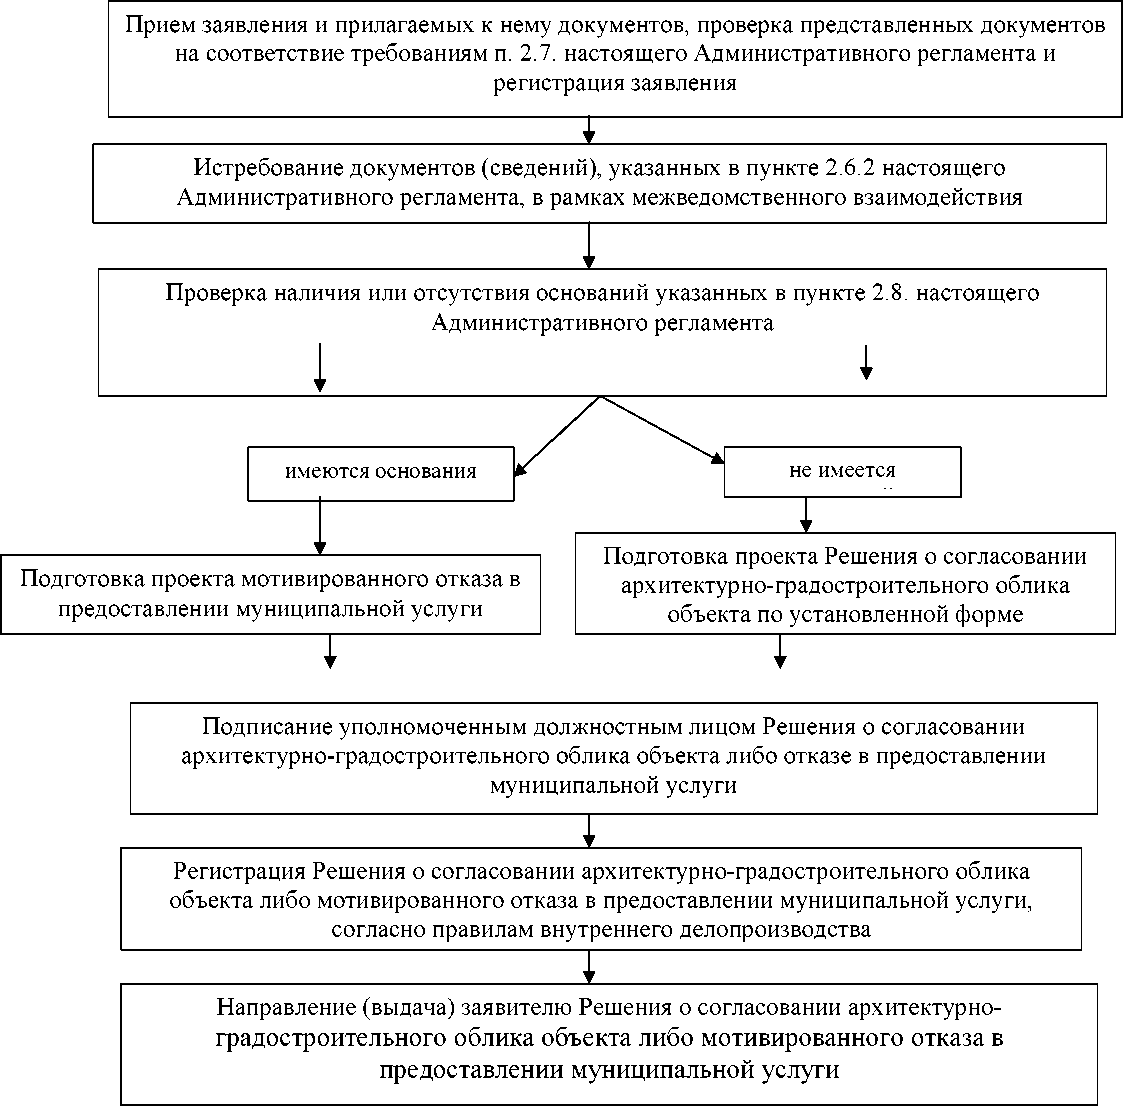 Прием заявления и прилагаемых к нему документов, проверка представленных документов
на соответствие требованиям п. 2.7. настоящего Административного регламента и
регистрация заявления
Истребование документов (сведений), указанных в пункте 2.6.2 настоящего
Административного регламента, в рамках межведомственного взаимодействия
Проверка наличия или отсутствия оснований указанных в пункте 2.8. настоящего
Административного регламента
имеются основания
не имеется
Подготовка проекта мотивированного отказа в
предоставлении муниципальной услуги
Подготовка проекта Решения о согласовании
архитектурно-градостроительного облика
объекта по установленной форме
Подписание уполномоченным должностным лицом Решения о согласовании
архитектурно-градостроительного облика объекта либо отказе в предоставлении
муниципальной услуги
Регистрация Решения о согласовании архитектурно-градостроительного облика
объекта либо мотивированного отказа в предоставлении муниципальной услуги,
согласно правилам внутреннего делопроизводства
Направление (выдача) заявителю Решения о согласовании архитектурно-
градостроительного облика объекта либо мотивированного отказа в
предоставлении муниципальной услуги